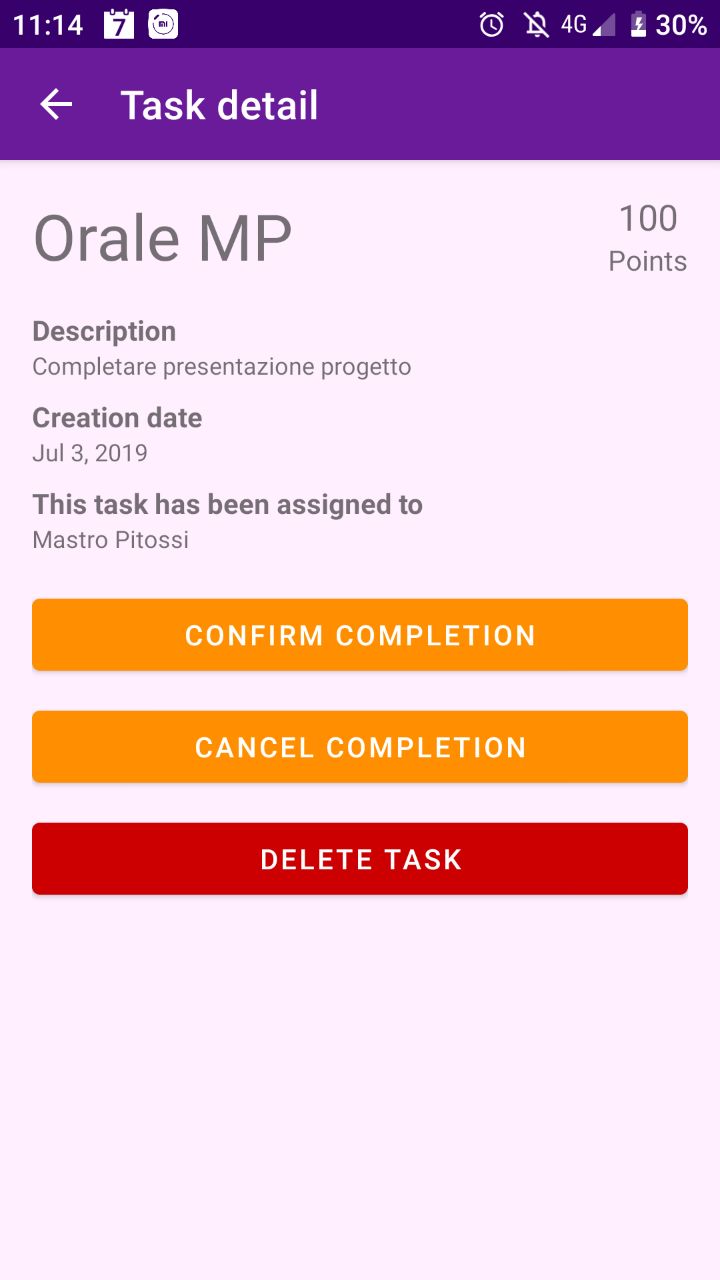 11:14 7 4G 30%
Task detail
Orale MP
100
Points
Description
Completare presentazione progetto
Creation date
Jul 3, 2019
This task has been assigned to
Mastro Pitossi
CONFIRM COMPLETION
CANCEL COMPLETION
DELETE TASK